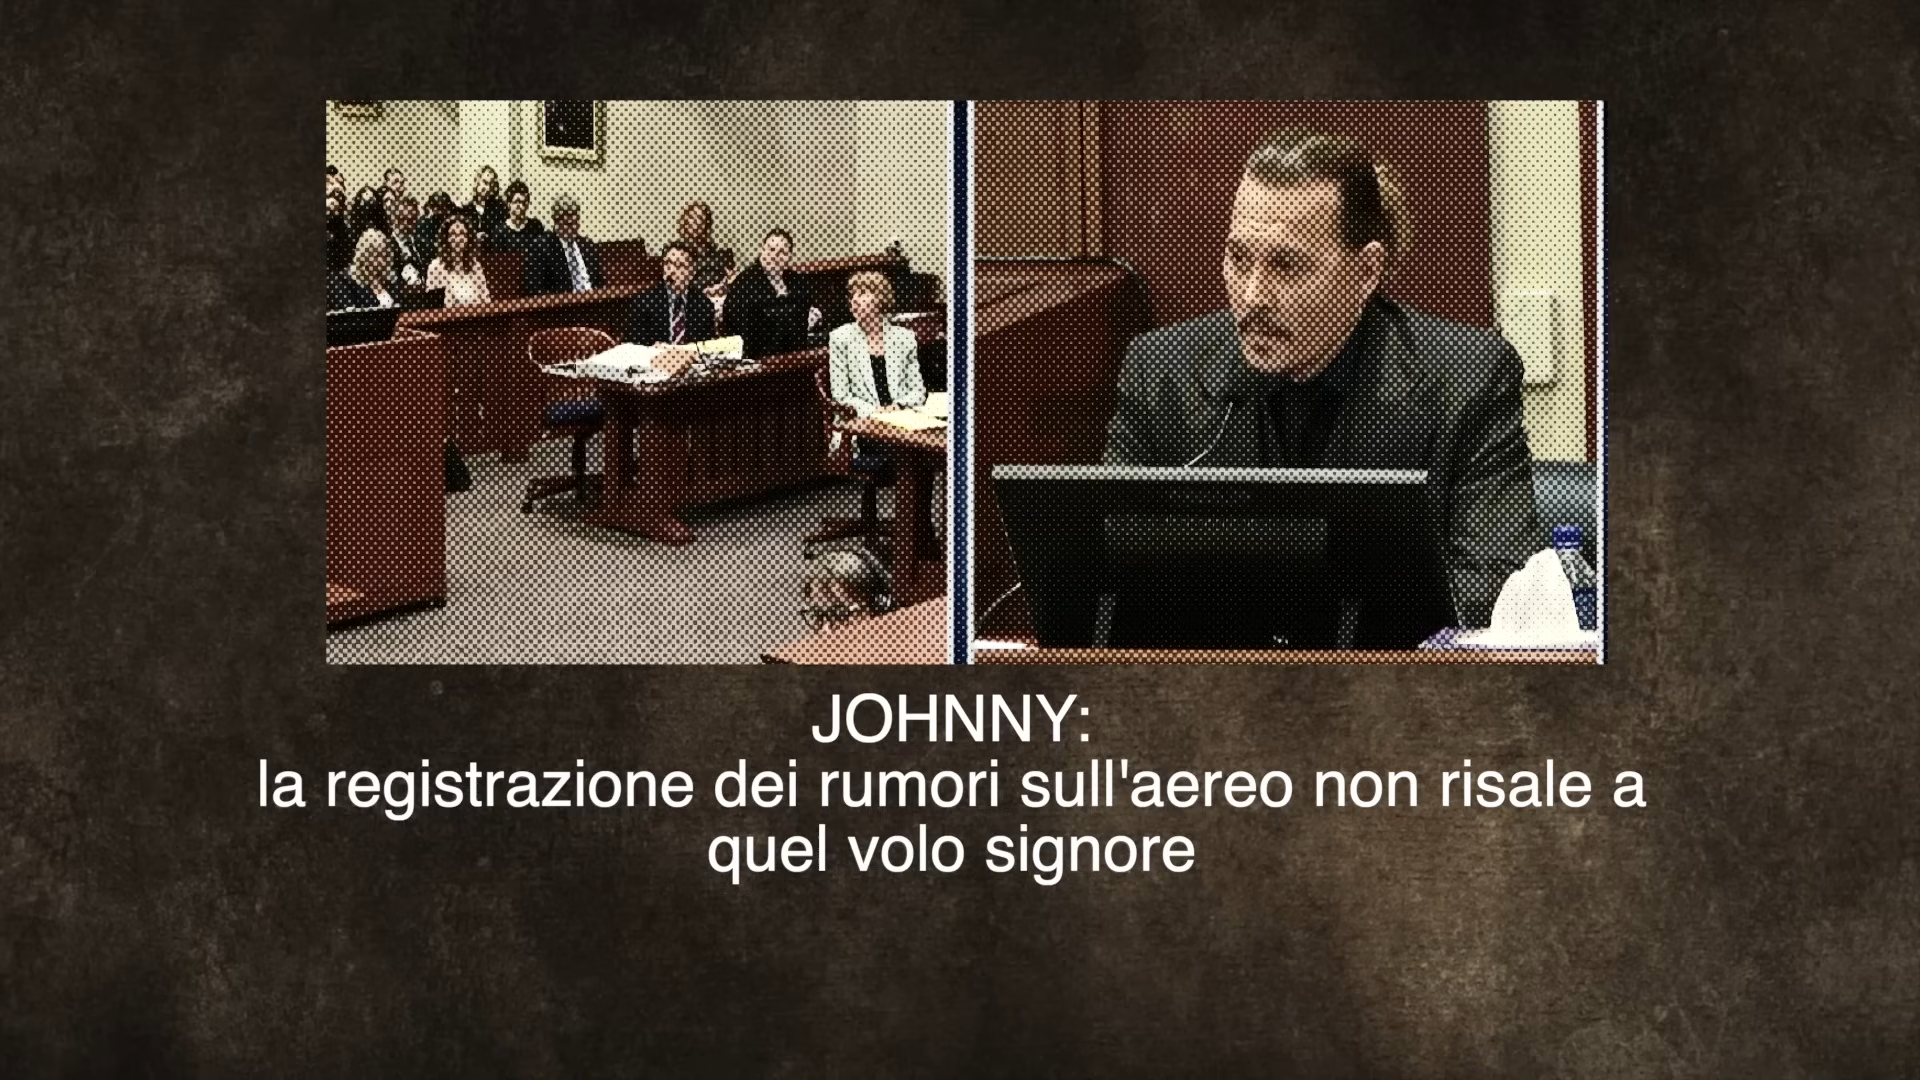 JOHNNY:
la registrazione dei rumori sull'aereo non risale a
quel volo signore